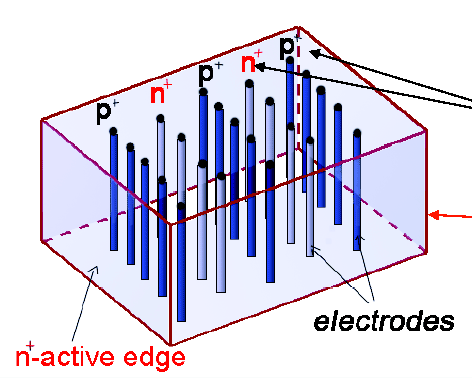 p+
n+
p+
n+
p+
electrodes
n+-active edge